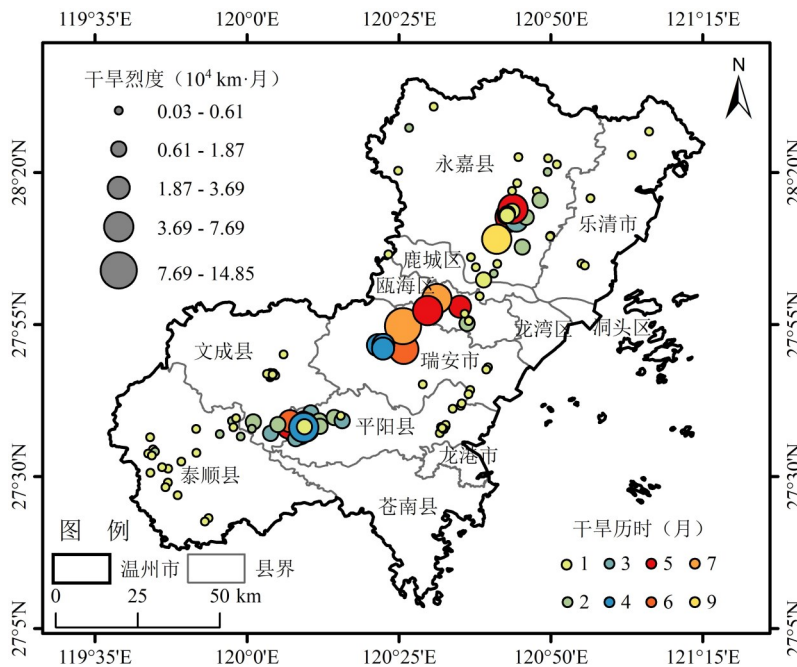 119°35'E 120°0'E 120°25'E 120°50'E 121°15'E
N
干旱烈度（10⁴ km·月）
0.03 - 0.61
0.61 - 1.87
1.87 - 3.69
3.69 - 7.69
7.69 - 14.85
28°20'N 28°20'N
永嘉县
乐清市
鹿城区
瓯海区
27°55'N 27°55'N
龙湾区
洞头区
文成县
瑞安市
平阳县
龙港市
27°30'N 27°30'N
泰顺县
苍南县
图 例
温州市 县界
0 25 50 km
干旱历时（月）
1 3 5 7
2 4 6 9
27°5'N 27°5'N
119°35'E 120°0'E 120°25'E 120°50'E 121°15'E